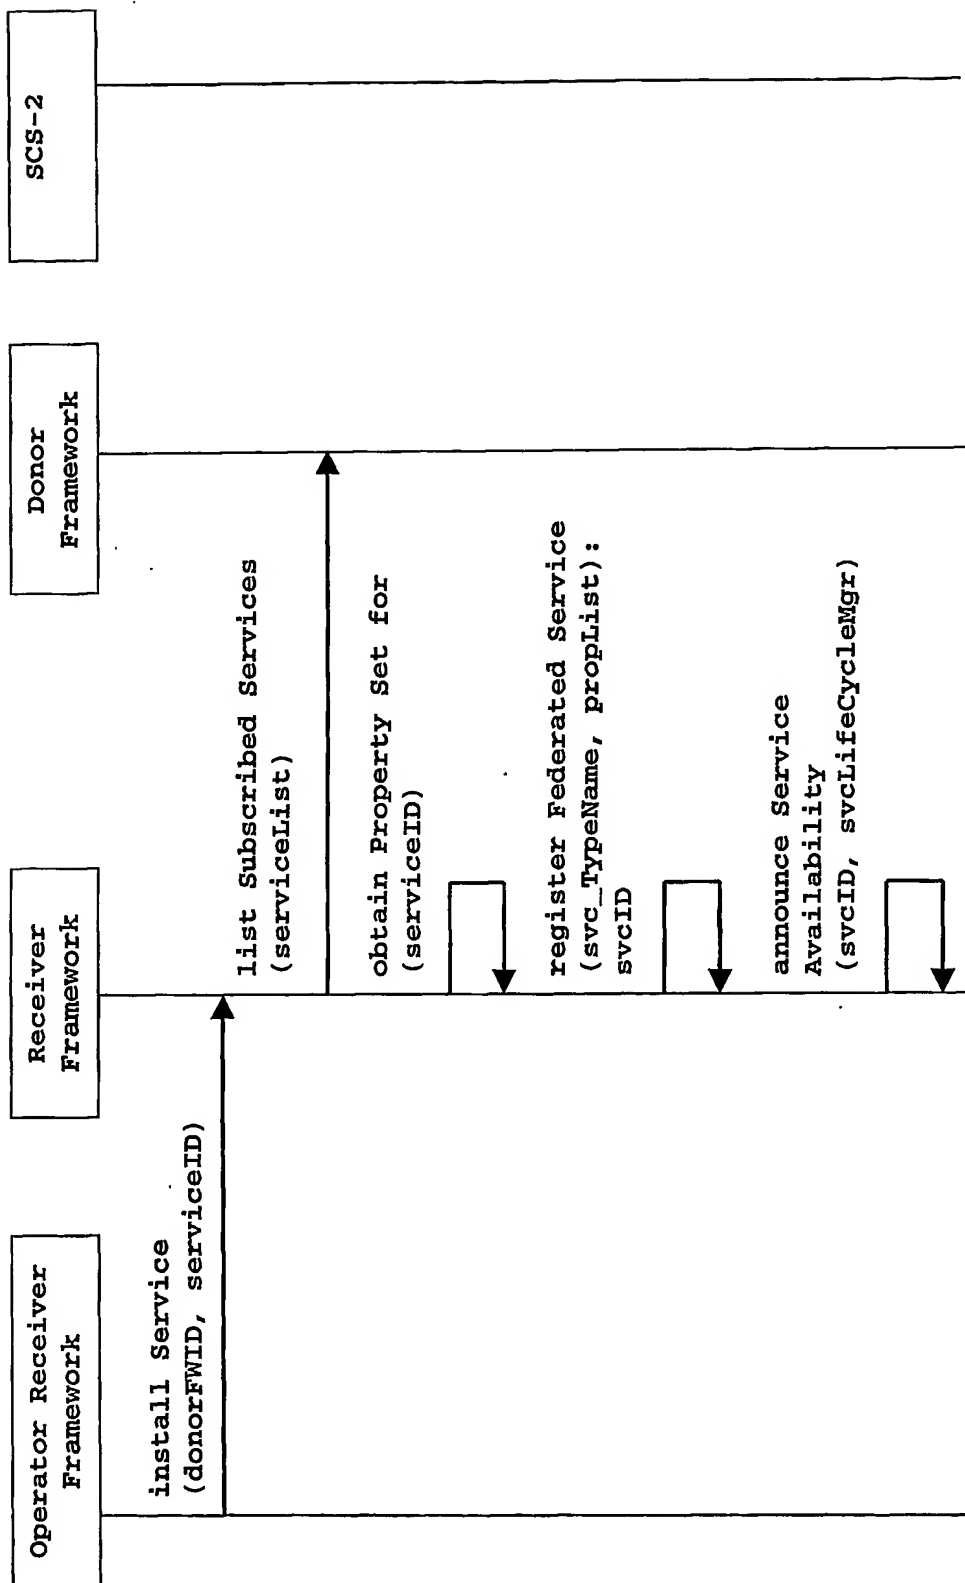 Operator Receiver
Framework
Receiver
Framework
Donor
Framework
SCS-2
install Service
(donorFWID, serviceID)
list Subscribed Services
(serviceList)
obtain Property Set for
(serviceID)
register Federated Service
(svc_TypeName, propList):
svcID
announce Service
Availability
(svcID, svcLifeCycleMgr)